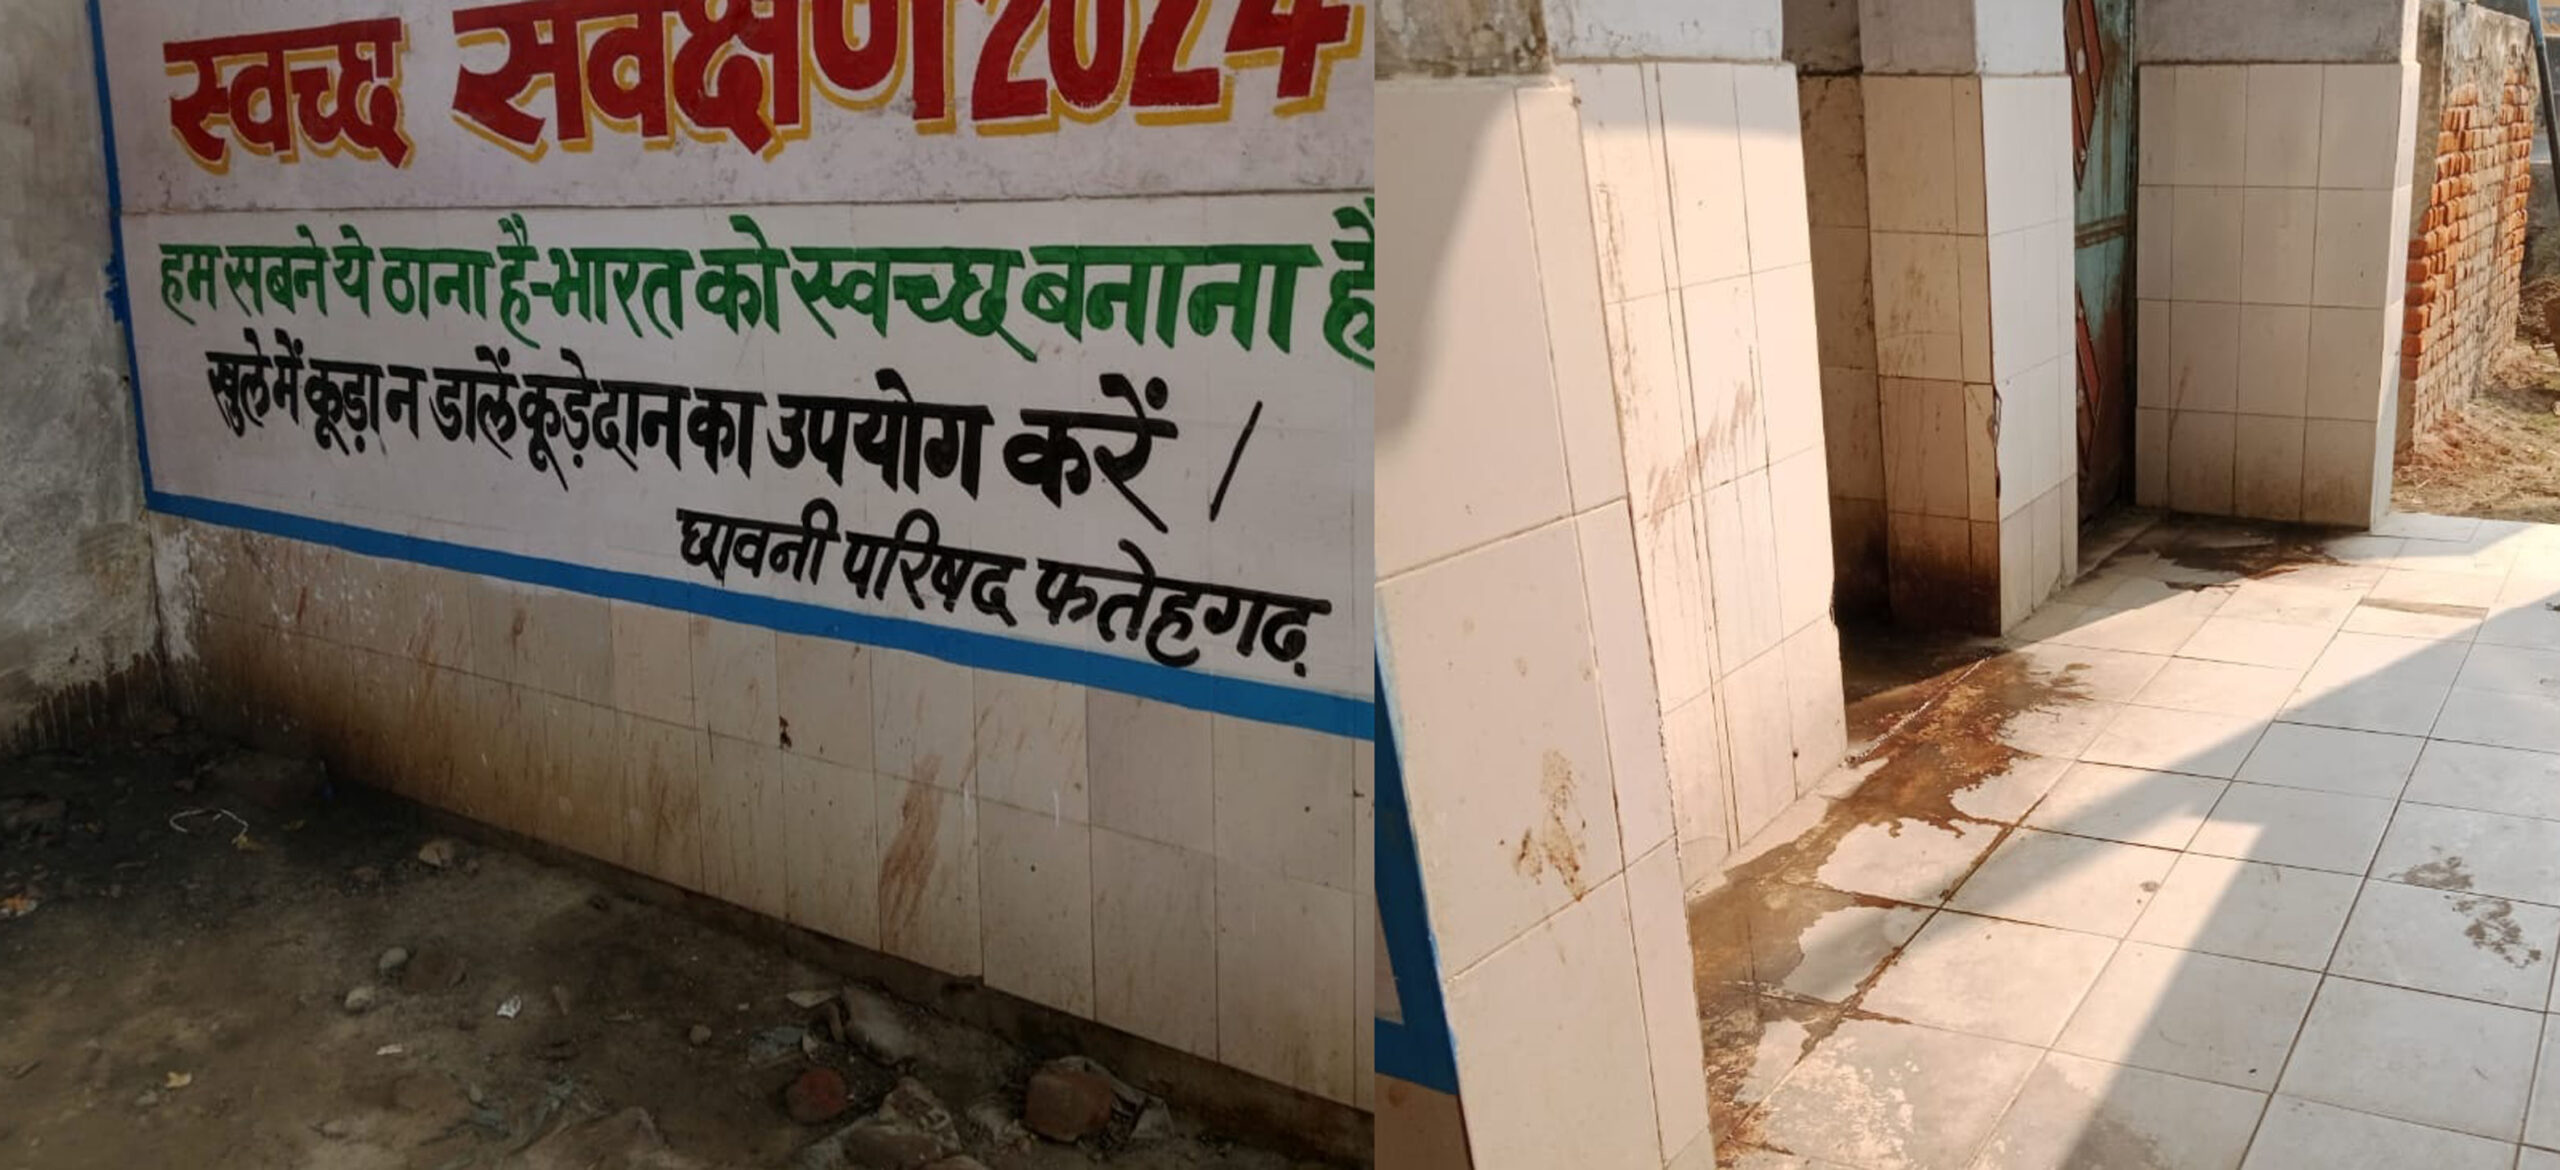 स्वच्छ सर्वेक्षण 2024
हम सबने ये ठाना है-भारत को स्वच्छ बनाना है
खुले में कूड़ा न डालें कूड़ेदान का उपयोग करें /
छावनी परिषद फतेहगढ़